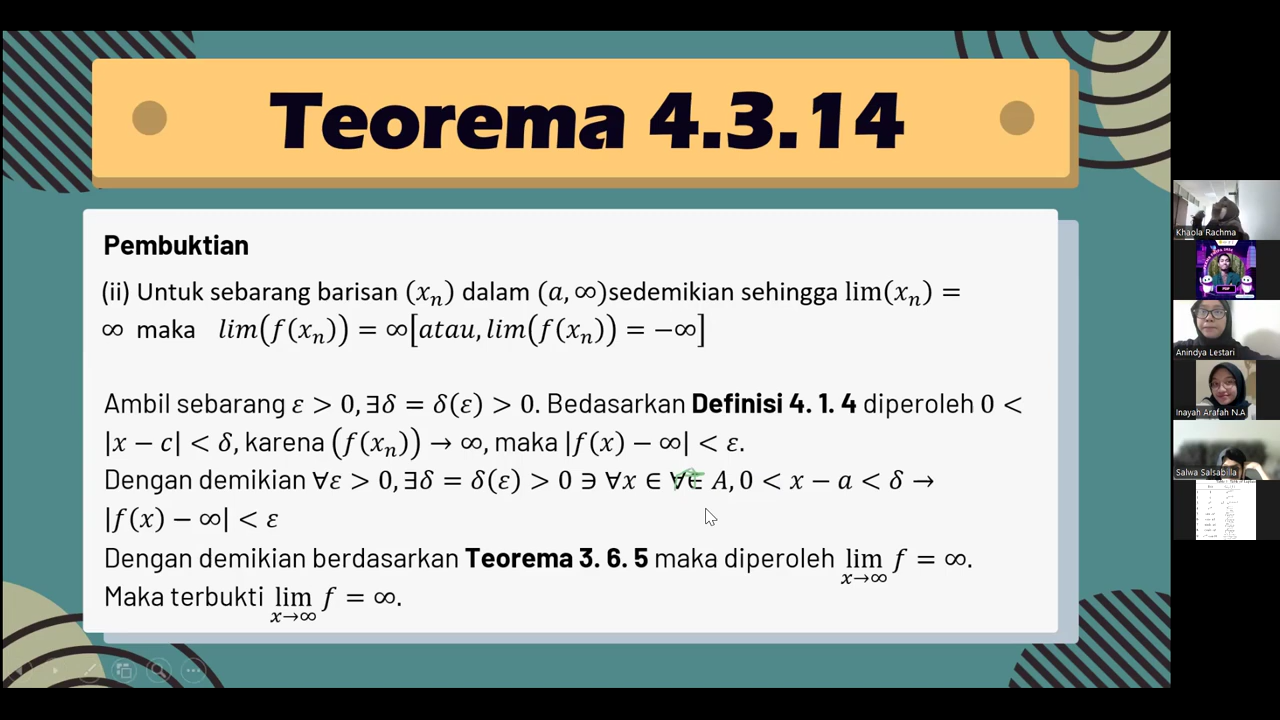 Teorema 4.3.14
Pembuktian
(ii) Untuk sebarang barisan (xₙ) dalam (a, ∞)sedemikian sehingga lim(xₙ) =
∞ maka lim(f(xₙ)) = ∞[atau, lim(f(xₙ)) = −∞]
Ambil sebarang ε > 0, ∃δ = δ(ε) > 0. Bedasarkan Definisi 4. 1. 4 diperoleh 0 <
|x − c| < δ, karena (f(xₙ)) → ∞, maka |f(x) − ∞| < ε.
Dengan demikian ∀ε > 0, ∃δ = δ(ε) > 0 ∋ ∀x ∈ ∀∈ A, 0 < x − a < δ →
|f(x) − ∞| < ε
Dengan demikian berdasarkan Teorema 3. 6. 5 maka diperoleh lim x→∞ f = ∞.
Maka terbukti lim x→∞ f = ∞.
Khaola Rachma
Anindya Lestari
Inayah Arafah N.A
Salwa Salsabilla